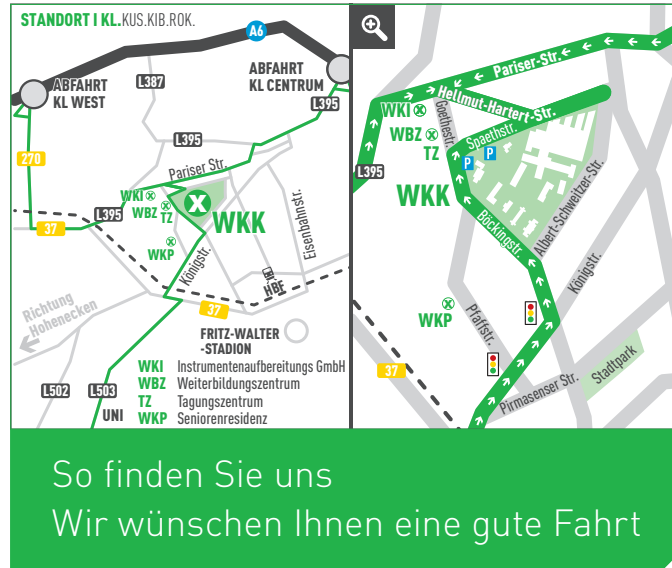 STANDORT I KL.KUS.KIB.ROK.
A6
ABFAHRT
KL WEST
L387
ABFAHRT
KL CENTRUM
L395
L395
270
Pariser Str.
WKI
WBZ
TZ
X
WKK
L395
37
WKP
Königstr.
Eisenbahnstr.
HBF
37
Richtung
Hohenecken
FRITZ-WALTER
-STADION
L502
L503
UNI
WKI Instrumentenaufbereitungs GmbH
WBZ Weiterbildungszentrum
TZ Tagungszentrum
WKP Seniorenresidenz
Pariser-Str.
Hellmut-Hartert-Str.
WKI
Goethestr.
WBZ
TZ
Spaethstr.
P
P
L395
WKK
Böckingstr.
Albert-Schweitzer-Str.
Königstr.
WKP
Pfaffstr.
37
Pirmasenser Str.
Stadtpark
So finden Sie uns
Wir wünschen Ihnen eine gute Fahrt